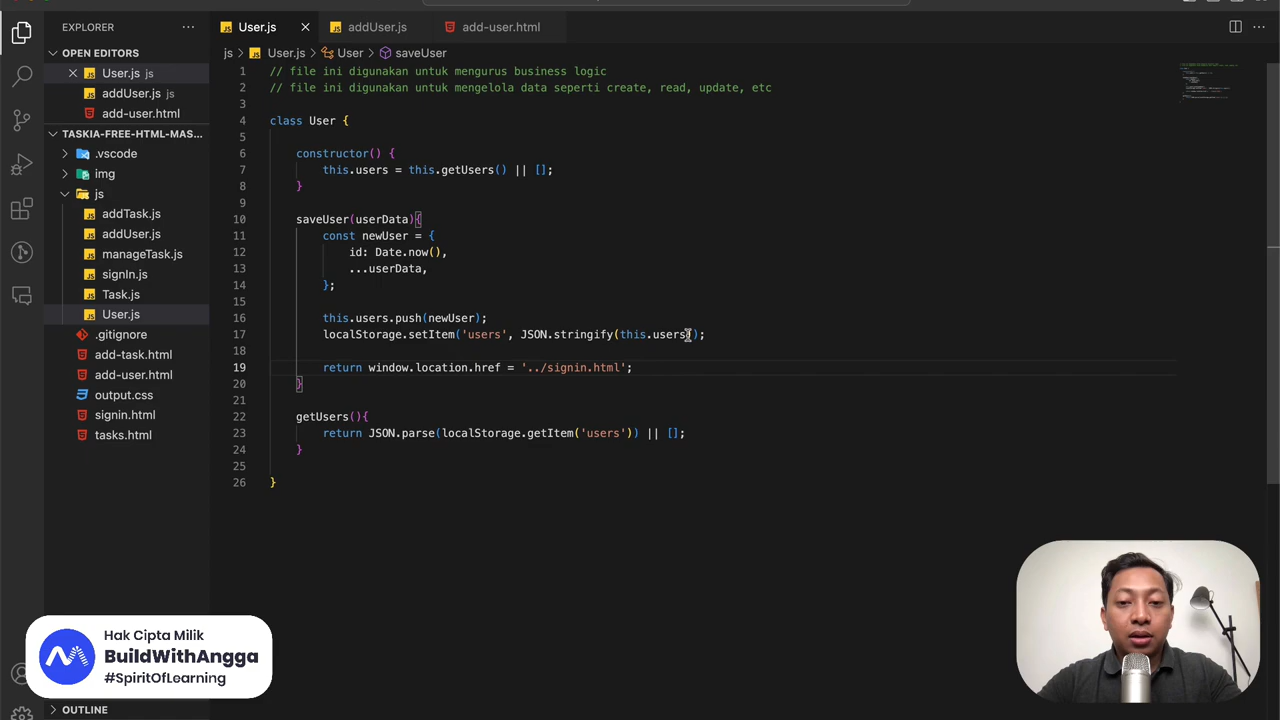 EXPLORER
OPEN EDITORS
User.js js
addUser.js js
add-user.html
TASKIA-FREE-HTML-MAS...
.vscode
img
js
addTask.js
addUser.js
manageTask.js
signIn.js
Task.js
User.js
.gitignore
add-task.html
add-user.html
output.css
signin.html
tasks.html
OUTLINE
User.js
addUser.js
add-user.html
js > User.js > User > saveUser
1 // file ini digunakan untuk mengurus business logic
2 // file ini digunakan untuk mengelola data seperti create, read, update, etc
3
4 class User {
5
6 constructor() {
7 this.users = this.getUsers() || [];
8 }
9
10 saveUser(userData){
11 const newUser = {
12 id: Date.now(),
13 ...userData,
14 };
15
16 this.users.push(newUser);
17 localStorage.setItem('users', JSON.stringify(this.users));
18
19 return window.location.href = '../signin.html';
20 }
21
22 getUsers(){
23 return JSON.parse(localStorage.getItem('users')) || [];
24 }
25
26 }
Hak Cipta Milik
BuildWithAngga
#SpiritOfLearning